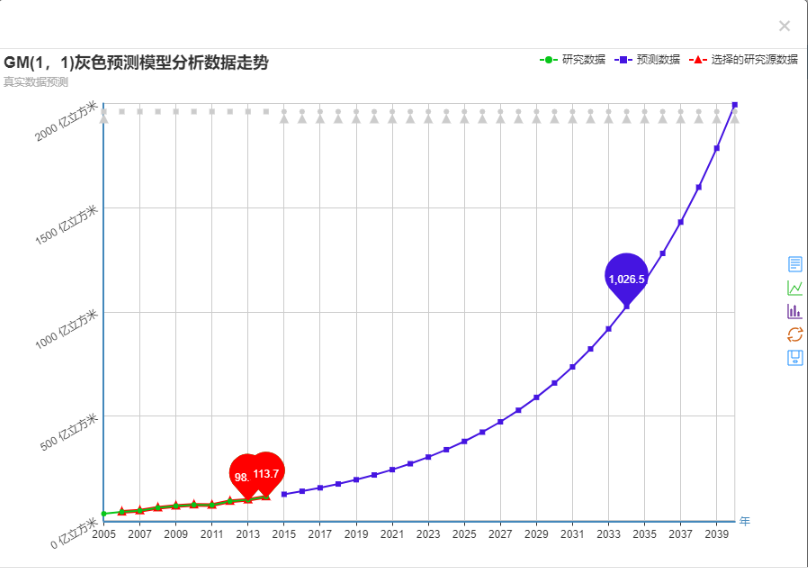 ×
GM(1，1)灰色预测模型分析数据走势
真实数据预测
研究数据 预测数据 选择的研究源数据
2000 亿立方米
1500 亿立方米
1000 亿立方米
500 亿立方米
0 亿立方米
1,026.5
98. 113.7
2005 2007 2009 2011 2013 2015 2017 2019 2021 2023 2025 2027 2029 2031 2033 2035 2037 2039 年